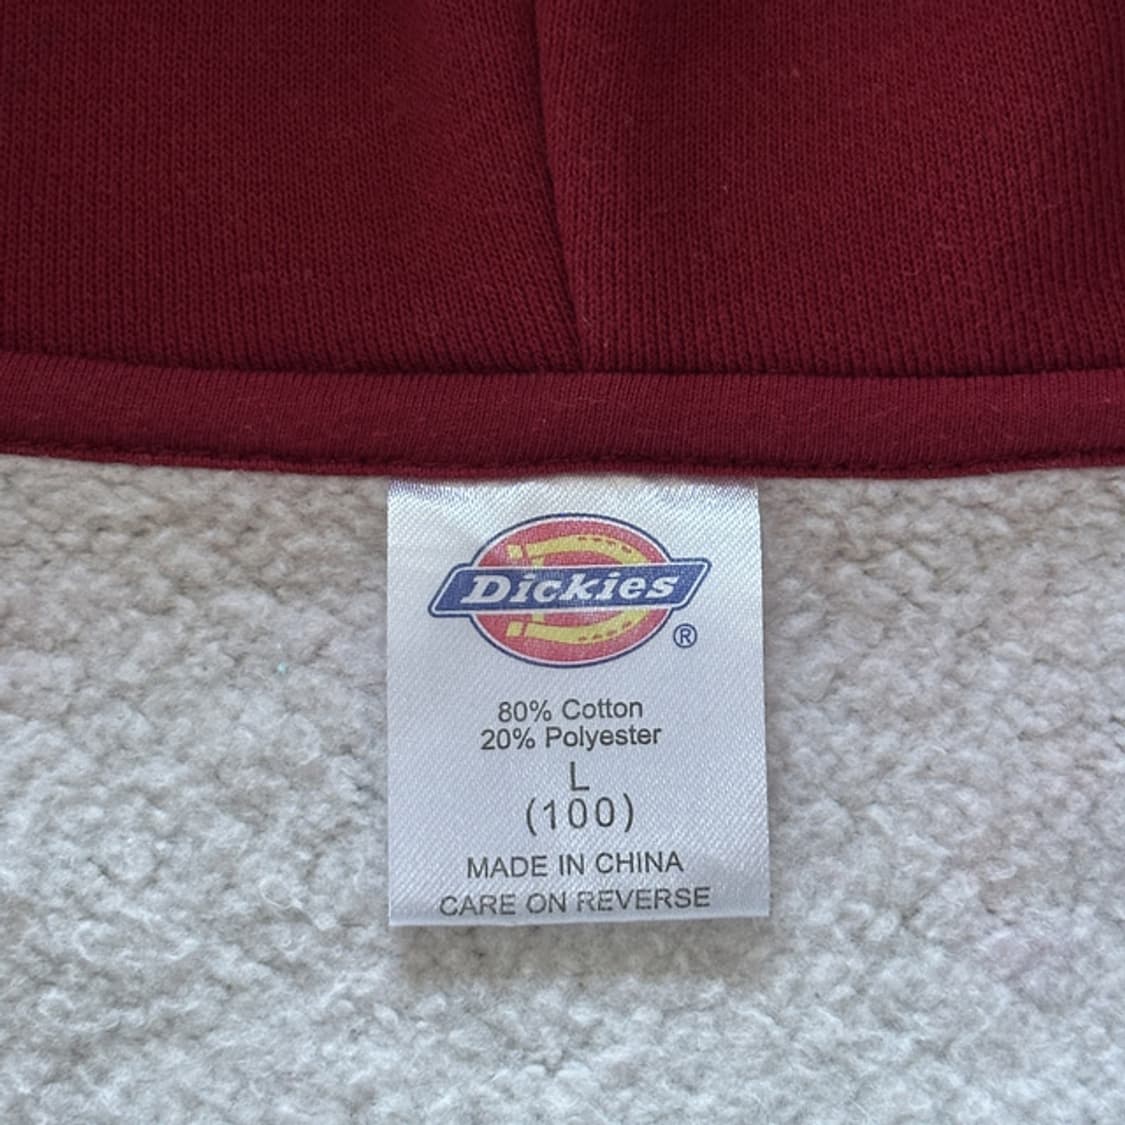 Dickies
®
80% Cotton
20% Polyester
L
(100)
MADE IN CHINA
CARE ON REVERSE